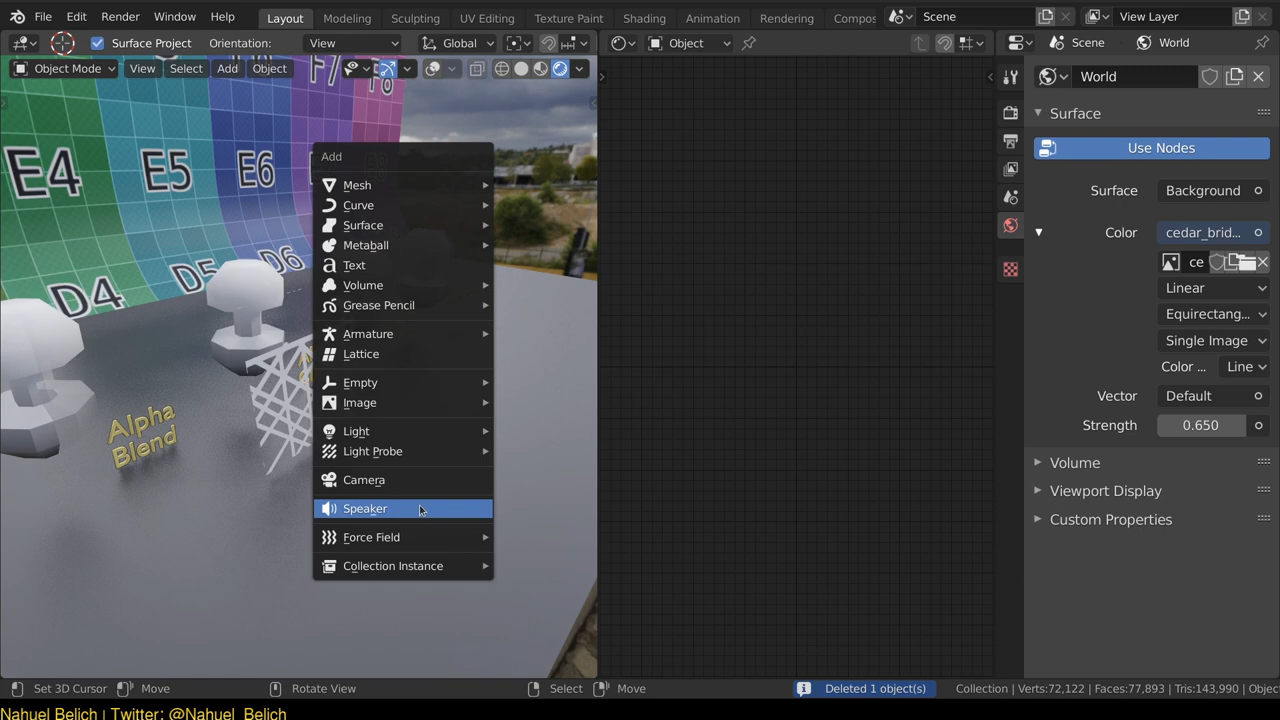 File Edit Render Window Help Layout Modeling Sculpting UV Editing Texture Paint Shading Animation Rendering Compos Scene View Layer
Surface Project Orientation: View Global Object Scene World
Object Mode View Select Add Object
World
Surface
Use Nodes
Surface Background
Color cedar_brid...
ce
Linear
Equirectang...
Single Image
Color ... Line
Vector Default
Strength 0.650
Volume
Viewport Display
Custom Properties
F7 F8
E4 E5 E6
D4 D5 D6
Alpha
Blend
Add
Mesh
Curve
Surface
Metaball
Text
Volume
Grease Pencil
Armature
Lattice
Empty
Image
Light
Light Probe
Camera
Speaker
Force Field
Collection Instance
Set 3D Cursor Move Rotate View Select Move Deleted 1 object(s) Collection | Verts:72,122 | Faces:77,893 | Tris:143,990 | Objec
Nahuel Belich | Twitter: @Nahuel_Belich